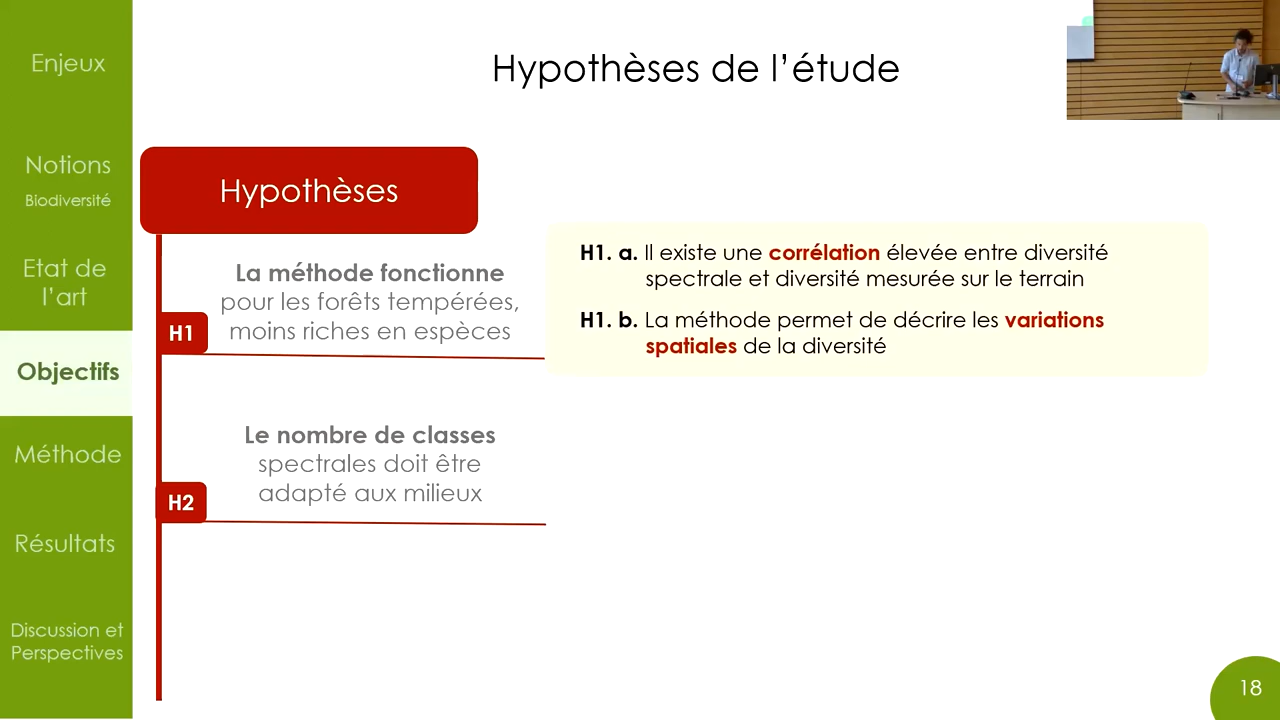 Enjeux
Notions
Biodiversité
Etat de
l’art
Objectifs
Méthode
Résultats
Discussion et
Perspectives
Hypothèses de l’étude
Hypothèses
H1
La méthode fonctionne
pour les forêts tempérées,
moins riches en espèces
H1. a. Il existe une corrélation élevée entre diversité
spectrale et diversité mesurée sur le terrain
H1. b. La méthode permet de décrire les variations
spatiales de la diversité
H2
Le nombre de classes
spectrales doit être
adapté aux milieux
18